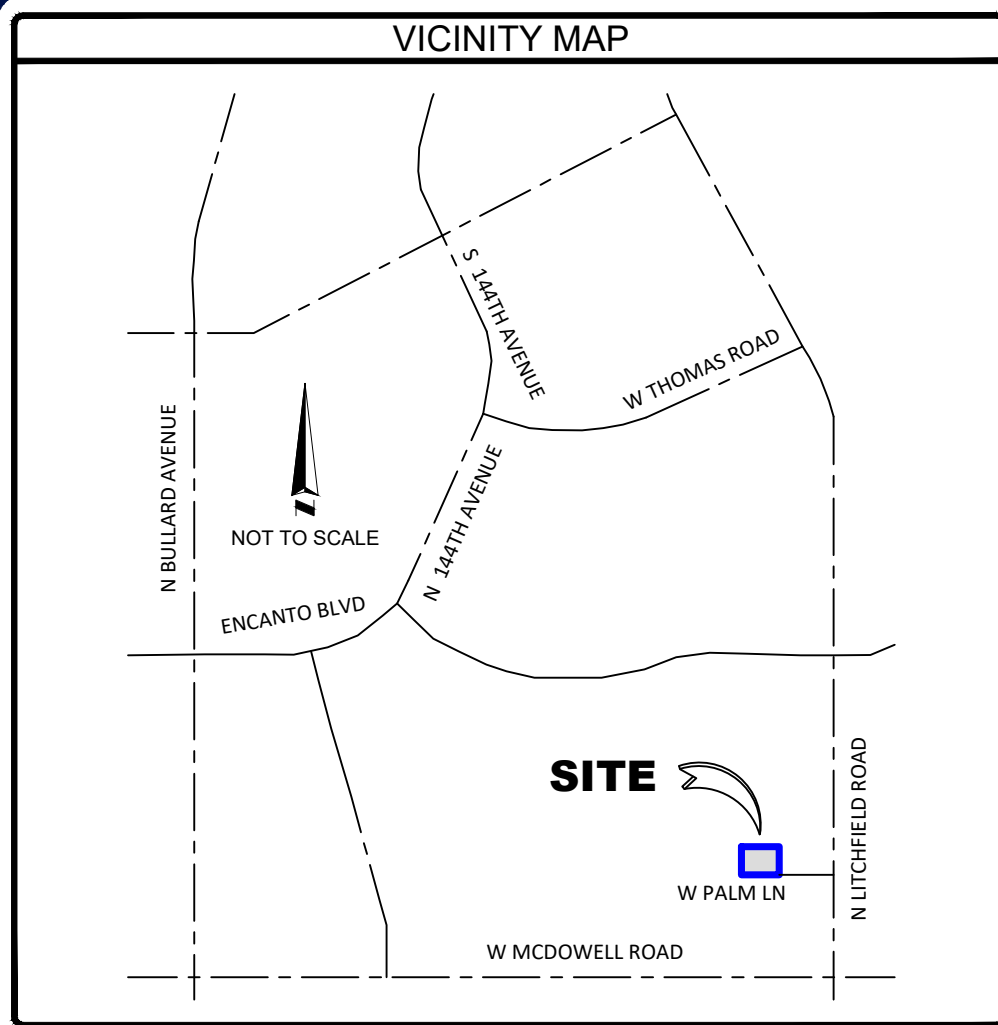 VICINITY MAP
S 144TH AVENUE
W THOMAS ROAD
N BULLARD AVENUE
NOT TO SCALE
N 144TH AVENUE
ENCANTO BLVD
SITE
N LITCHFIELD ROAD
W PALM LN
W MCDOWELL ROAD